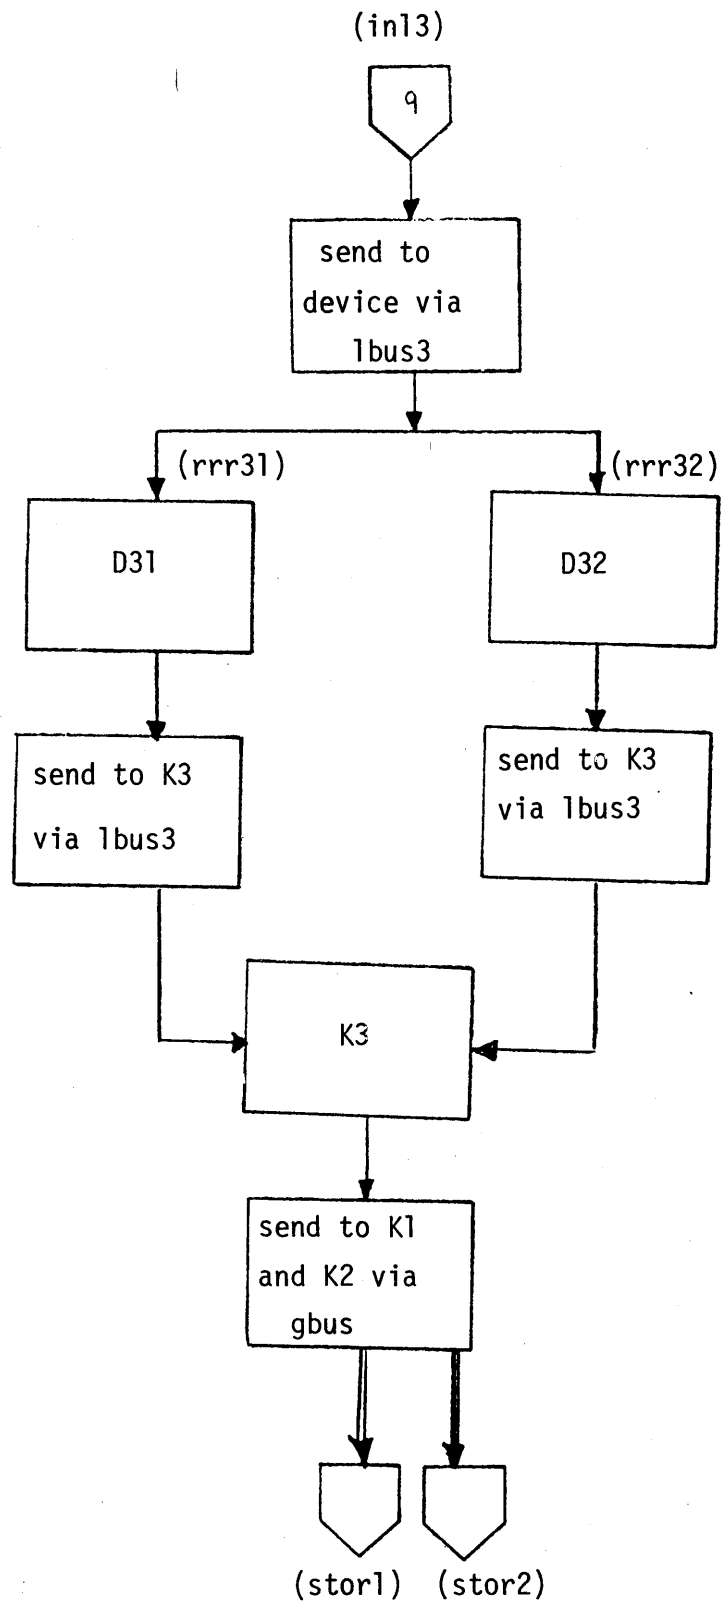 (in13)
9
send to
device via
lbus3
(rrr31)
(rrr32)
D31
D32
send to K3
via lbus3
send to K3
via lbus3
K3
send to K1
and K2 via
gbus
(stor1)
(stor2)